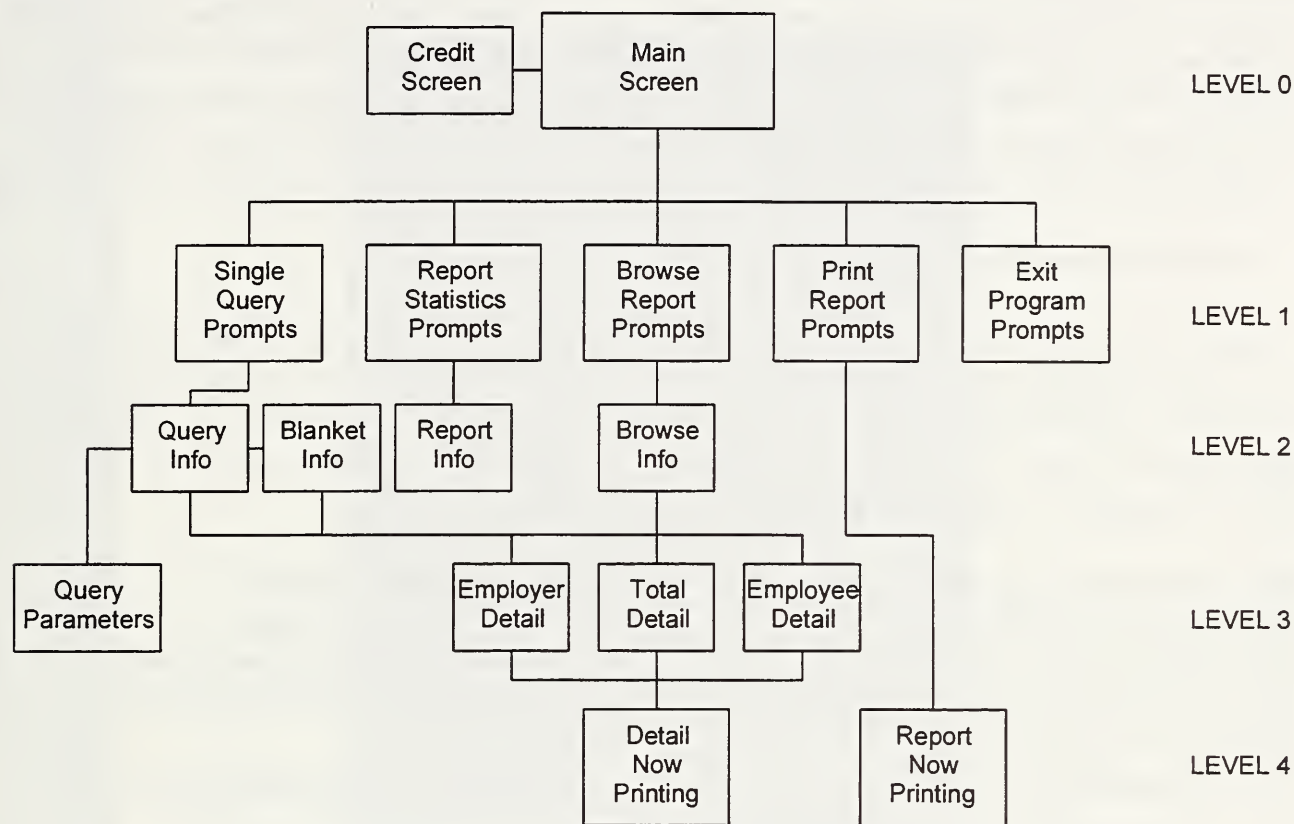 Credit
Screen
Main
Screen
LEVEL 0
Single
Query
Prompts
Report
Statistics
Prompts
Browse
Report
Prompts
Print
Report
Prompts
Exit
Program
Prompts
LEVEL 1
Query
Info
Blanket
Info
Report
Info
Browse
Info
LEVEL 2
Query
Parameters
Employer
Detail
Total
Detail
Employee
Detail
LEVEL 3
Detail
Now
Printing
Report
Now
Printing
LEVEL 4